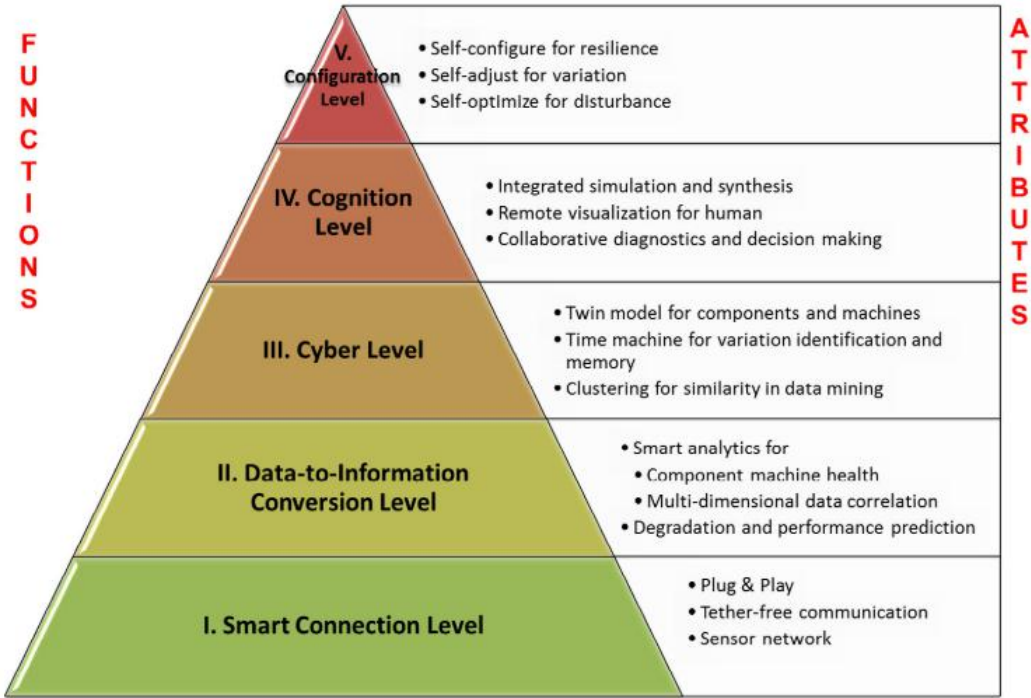 FUNCTIONS
ATTRIBUTES
V.
Configuration
Level
• Self-configure for resilience
• Self-adjust for variation
• Self-optimize for disturbance
IV. Cognition
Level
• Integrated simulation and synthesis
• Remote visualization for human
• Collaborative diagnostics and decision making
III. Cyber Level
• Twin model for components and machines
• Time machine for variation identification and
memory
• Clustering for similarity in data mining
II. Data-to-Information
Conversion Level
• Smart analytics for
• Component machine health
• Multi-dimensional data correlation
• Degradation and performance prediction
I. Smart Connection Level
• Plug & Play
• Tether-free communication
• Sensor network